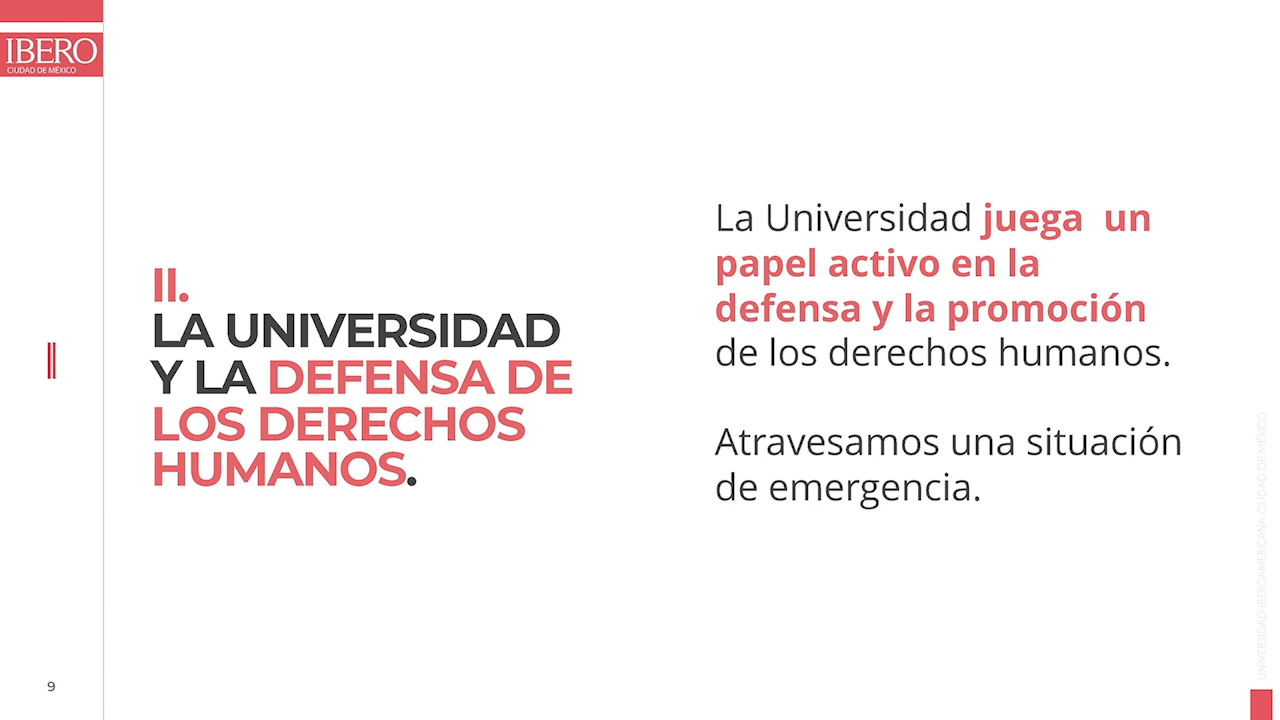 IBERO
CIUDAD DE MÉXICO
II.
LA UNIVERSIDAD
Y LA DEFENSA DE
LOS DERECHOS
HUMANOS.
La Universidad juega  un
papel activo en la
defensa y la promoción
de los derechos humanos.
Atravesamos una situación
de emergencia.
UNIVERSIDAD IBEROAMERICANA CIUDAD DE MÉXICO
9